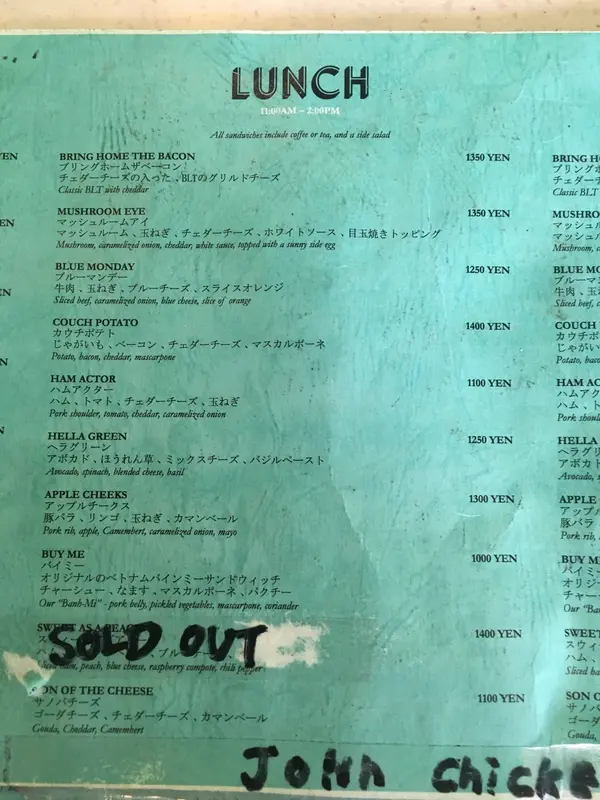 LUNCH
11:00AM – 2:00PM
All sandwiches include coffee or tea, and a side salad
BRING HOME THE BACON 1350 YEN
ブリングホームザベーコン
チェダーチーズの入った、BLTのグリルドチーズ
Classic BLT with cheddar
MUSHROOM EYE 1350 YEN
マッシュルームアイ
マッシュルーム、玉ねぎ、チェダーチーズ、ホワイトソース、目玉焼きトッピング
Mushroom, caramelized onion, cheddar, white sauce, topped with a sunny side egg
BLUE MONDAY 1250 YEN
ブルーマンデー
牛肉、玉ねぎ、ブルーチーズ、スライスオレンジ
Sliced beef, caramelized onion, blue cheese, slice of orange
COUCH POTATO 1400 YEN
カウチポテト
じゃがいも、ベーコン、チェダーチーズ、マスカルポーネ
Potato, bacon, cheddar, mascarpone
HAM ACTOR 1100 YEN
ハムアクター
ハム、トマト、チェダーチーズ、玉ねぎ
Pork shoulder, tomato, cheddar, caramelized onion
HELLA GREEN 1250 YEN
ヘラグリーン
アボカド、ほうれん草、ミックスチーズ、バジルペースト
Avocado, spinach, blended cheese, basil
APPLE CHEEKS 1300 YEN
アップルチークス
豚バラ、リンゴ、玉ねぎ、カマンベール
Pork rib, apple, Camembert, caramelized onion, mayo
BUY ME 1000 YEN
バイミー
オリジナルのベトナムバインミーサンドウィッチ
チャーシュー、なます、マスカルポーネ、パクチー
Our "Banh-Mi" - pork belly, pickled vegetables, mascarpone, coriander
SWEET AS A PEACH 1400 YEN
SOLD OUT
peach, blue cheese, raspberry compote, chili pepper
SON OF THE CHEESE 1100 YEN
サノバチーズ
ゴーダチーズ、チェダーチーズ、カマンベール
Gouda, Cheddar, Camembert
John Chicke